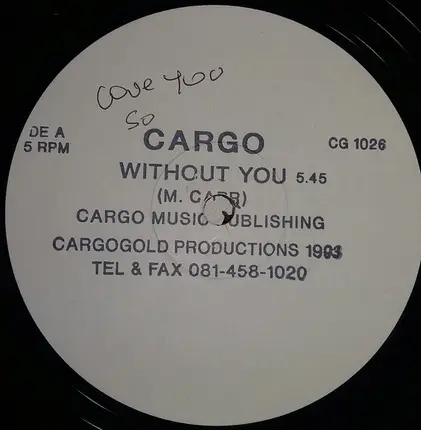 Love You
So
DE A
5 RPM
CARGO
CG 1026
WITHOUT YOU 5.45
(M. CARR)
CARGO MUSIC PUBLISHING
CARGOGOLD PRODUCTIONS 1993
TEL & FAX 081-458-1020